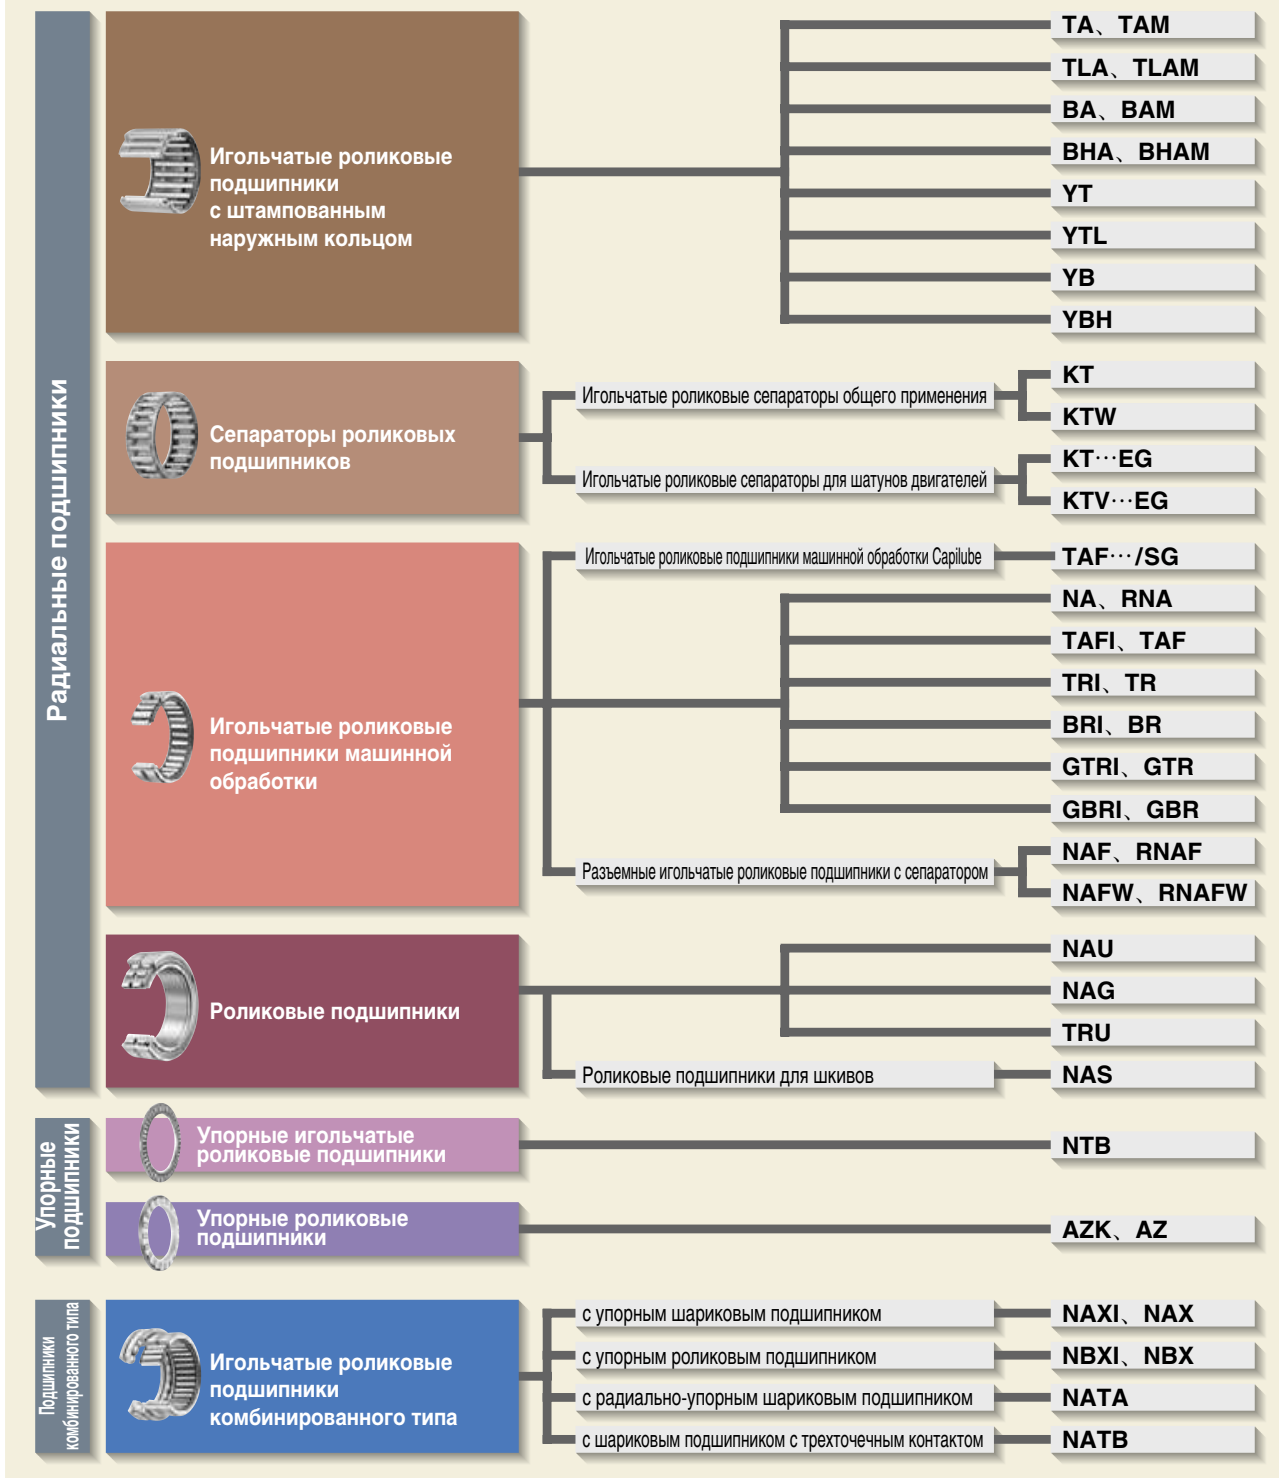 Радиальные подшипники
Игольчатые роликовые
подшипники
с штампованным
наружным кольцом
TA、TAM
TLA、TLAM
BA、BAM
BHA、BHAM
YT
YTL
YB
YBH
Сепараторы роликовых
подшипников
Игольчатые роликовые сепараторы общего применения
KT
KTW
Игольчатые роликовые сепараторы для шатунов двигателей
KT···EG
KTV···EG
Игольчатые роликовые
подшипники машинной
обработки
Игольчатые роликовые подшипники машинной обработки Capilube
TAF···/SG
NA、RNA
TAFI、TAF
TRI、TR
BRI、BR
GTRI、GTR
GBRI、GBR
Разъемные игольчатые роликовые подшипники с сепаратором
NAF、RNAF
NAFW、RNAFW
Роликовые подшипники
NAU
NAG
TRU
Роликовые подшипники для шкивов
NAS
Упорные
подшипники
Упорные игольчатые
роликовые подшипники
NTB
Упорные роликовые
подшипники
AZK、AZ
Подшипники
комбинированного типа
Игольчатые роликовые
подшипники
комбинированного типа
с упорным шариковым подшипником
NAXI、NAX
с упорным роликовым подшипником
NBXI、NBX
с радиально-упорным шариковым подшипником
NATA
с шариковым подшипником с трехточечным контактом
NATB